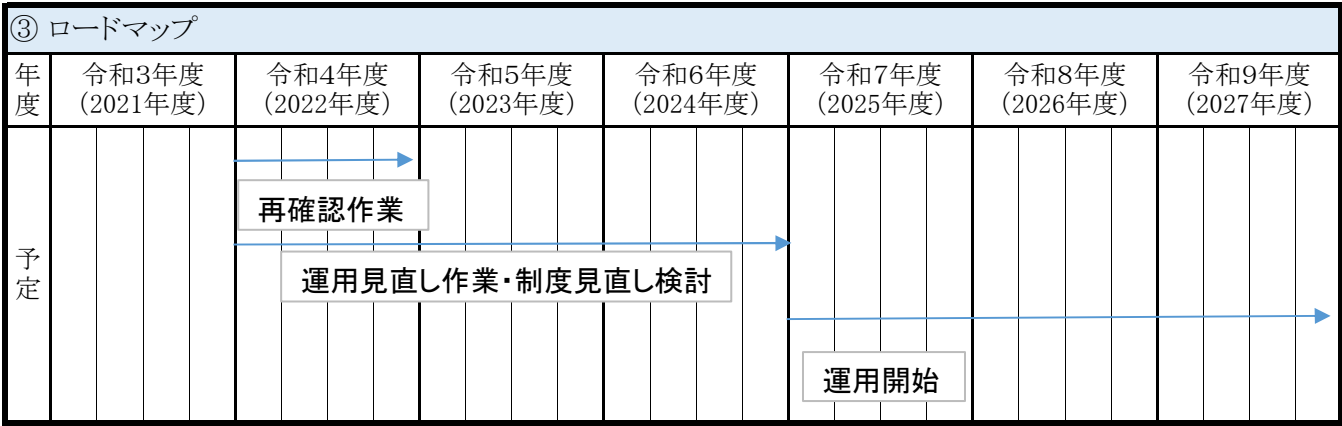 ③ ロードマップ
年度
令和3年度
(2021年度)
令和4年度
(2022年度)
令和5年度
(2023年度)
令和6年度
(2024年度)
令和7年度
(2025年度)
令和8年度
(2026年度)
令和9年度
(2027年度)
予定
再確認作業
運用見直し作業・制度見直し検討
運用開始